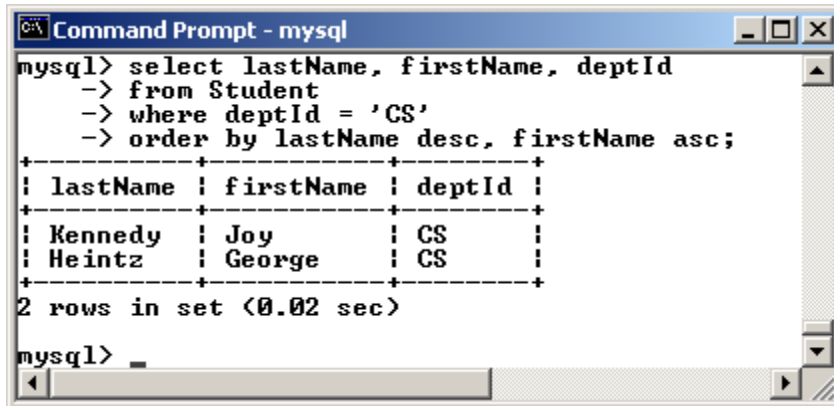 Command Prompt - mysql
mysql> select lastName, firstName, deptId
    -> from Student
    -> where deptId = 'CS'
    -> order by lastName desc, firstName asc;
+----------+-----------+--------+
| lastName | firstName | deptId |
+----------+-----------+--------+
| Kennedy  | Joy       | CS     |
| Heintz   | George    | CS     |
+----------+-----------+--------+
2 rows in set (0.02 sec)
mysql> _